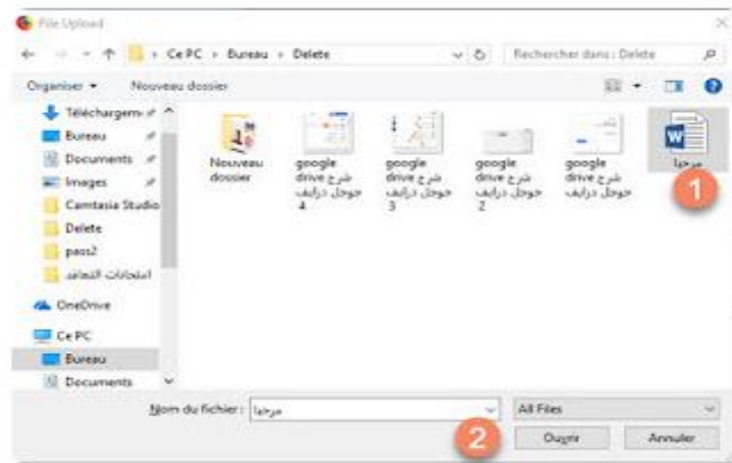 File Upload
Ce PC › Bureau › Delete
Rechercher dans : Delete
Organiser
Nouveau dossier
Téléchargem
Bureau
Documents
Images
Camtasia Studio
Delete
pass2
امتحانات التعاقد
OneDrive
Ce PC
Bureau
Documents
Nouveau
dossier
google
drive شرح
جوجل درايف
4
google
drive شرح
جوجل درايف
3
google
drive شرح
جوجل درايف
2
google
drive شرح
جوجل درايف
مرحبا
1
Nom du fichier :
مرحبا
All Files
2
Ouvrir
Annuler